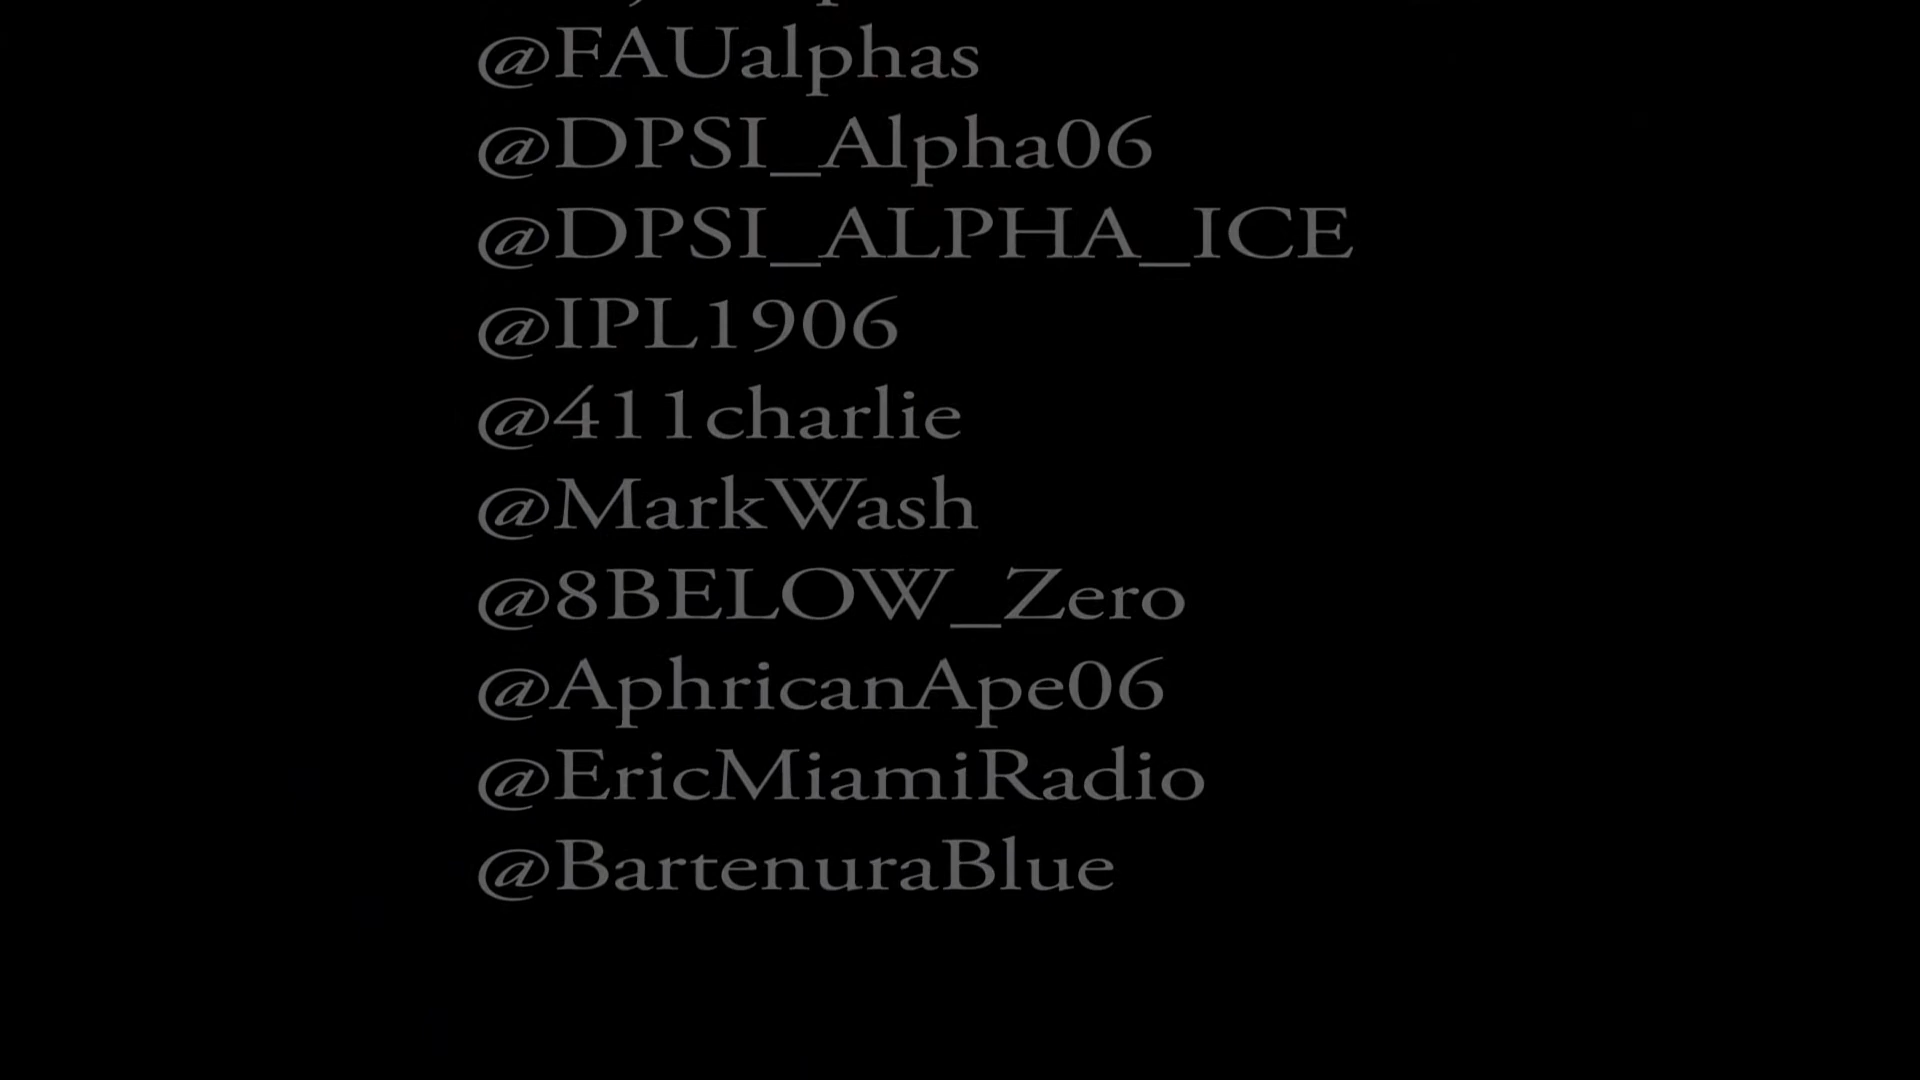 @FAUalphas
@DPSI_Alpha06
@DPSI_ALPHA_ICE
@IPL1906
@411charlie
@MarkWash
@8BELOW_Zero
@AphricanApe06
@EricMiamiRadio
@BartenuraBlue